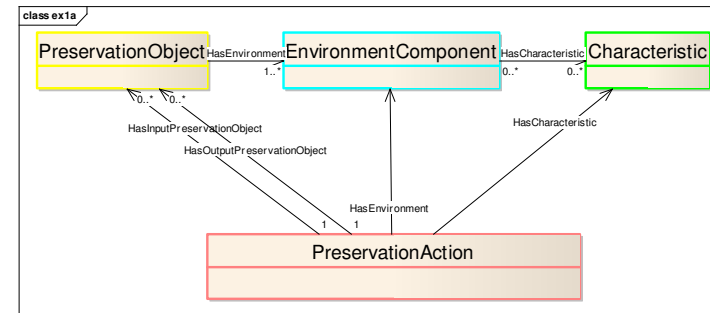 class ex1a
PreservationObject
HasEnvironment
1..*
EnvironmentComponent
HasCharacteristic
0..*
0..*
Characteristic
0..*
0..*
HasInputPreservationObject
HasOutputPreservationObject
HasCharacteristic
HasEnvironment
1
1
PreservationAction